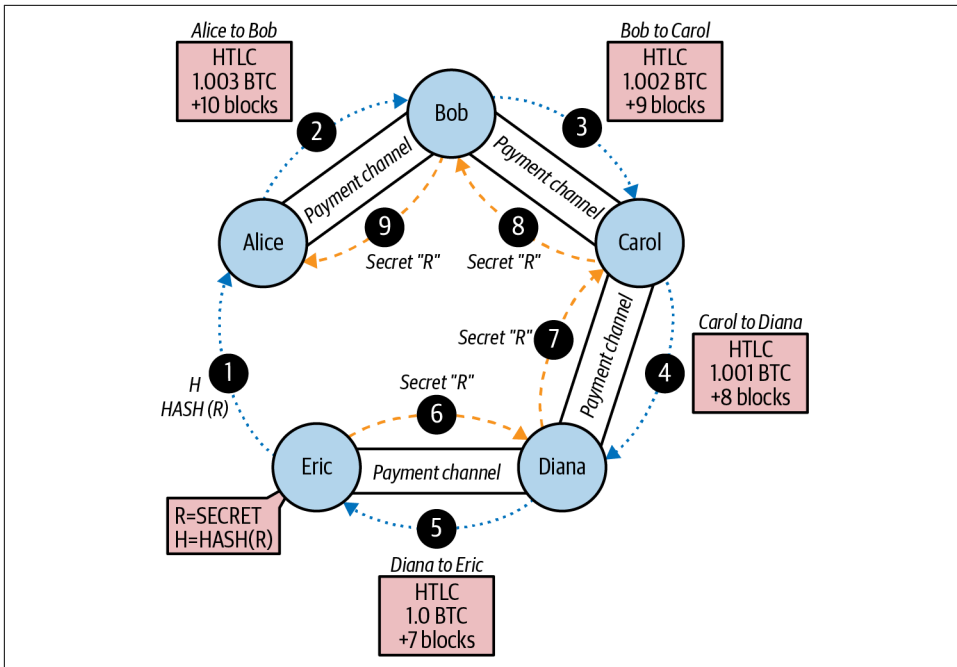 Alice to Bob
HTLC
1.003 BTC
+10 blocks
Bob to Carol
HTLC
1.002 BTC
+9 blocks
Bob
2
3
Payment channel
Payment channel
9
8
Alice
Carol
Secret "R"
Secret "R"
Secret "R"
7
Payment channel
Carol to Diana
HTLC
1.001 BTC
+8 blocks
4
1
H
HASH (R)
Secret "R"
6
Eric
Payment channel
Diana
R=SECRET
H=HASH(R)
5
Diana to Eric
HTLC
1.0 BTC
+7 blocks